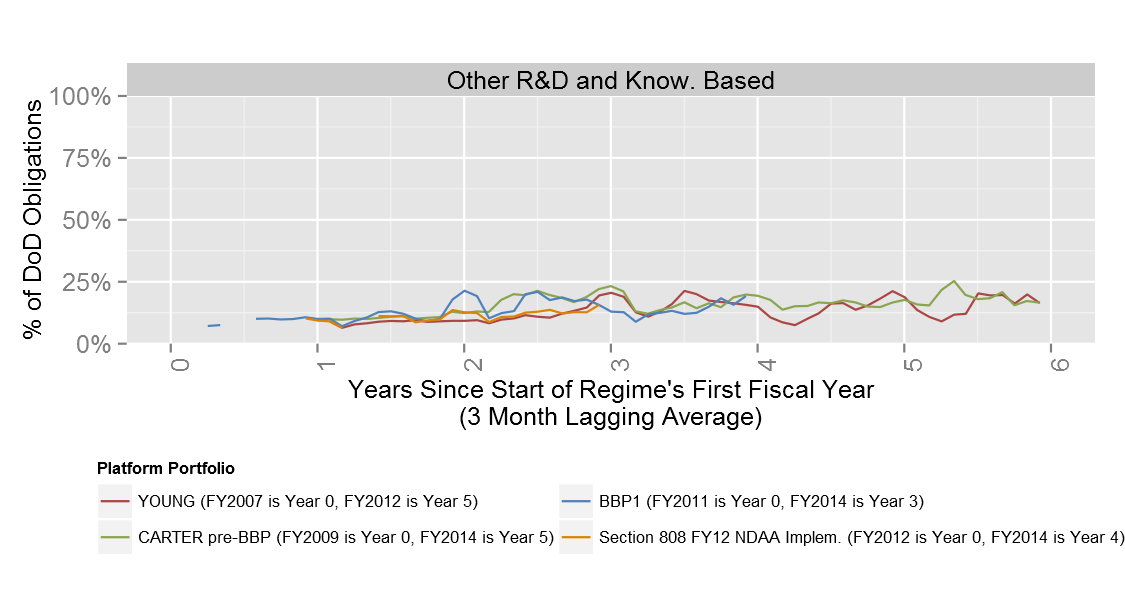 Other R&D and Know. Based
% of DoD Obligations
100%
75%
50%
25%
0%
0 1 2 3 4 5 6
Years Since Start of Regime's First Fiscal Year
(3 Month Lagging Average)
Platform Portfolio
YOUNG (FY2007 is Year 0, FY2012 is Year 5)
BBP1 (FY2011 is Year 0, FY2014 is Year 3)
CARTER pre-BBP (FY2009 is Year 0, FY2014 is Year 5)
Section 808 FY12 NDAA Implem. (FY2012 is Year 0, FY2014 is Year 4)